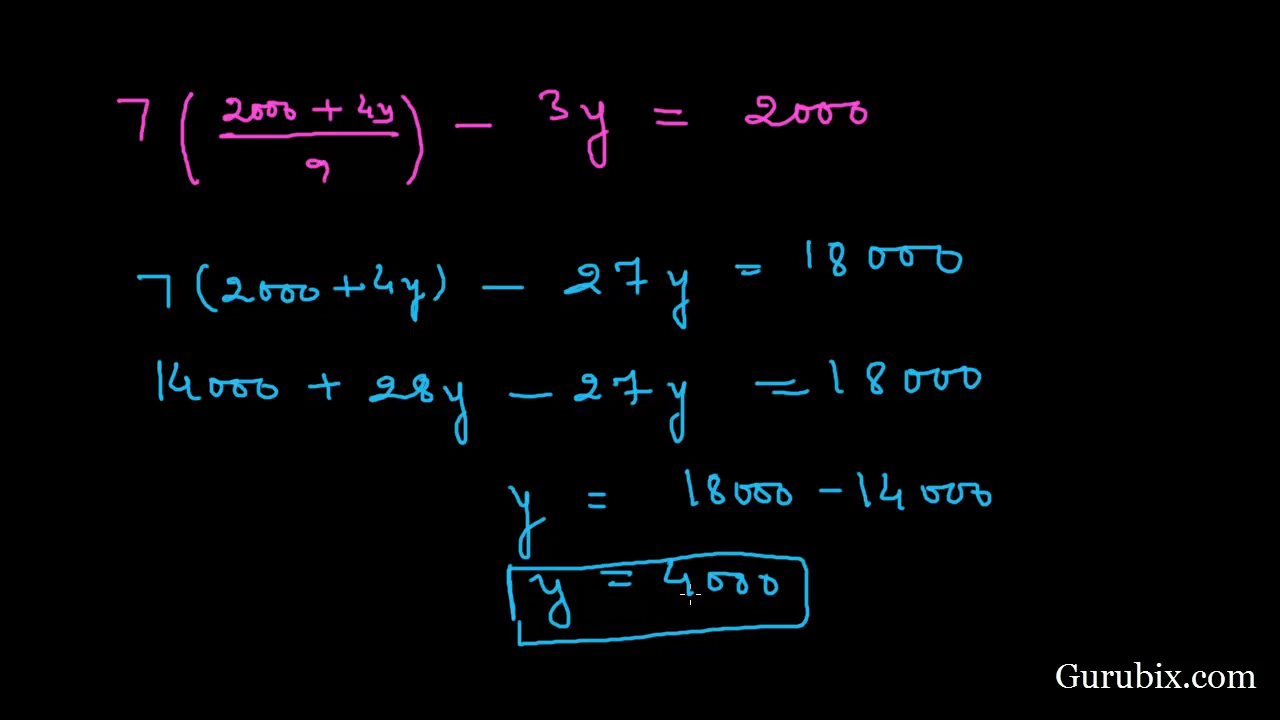 7 ( (2000 + 4y) / 9 ) - 3y = 2000
7 (2000 + 4y) - 27y = 18000
14000 + 28y - 27y = 18000
y = 18000 - 14000
y = 4000
Gurubix.com